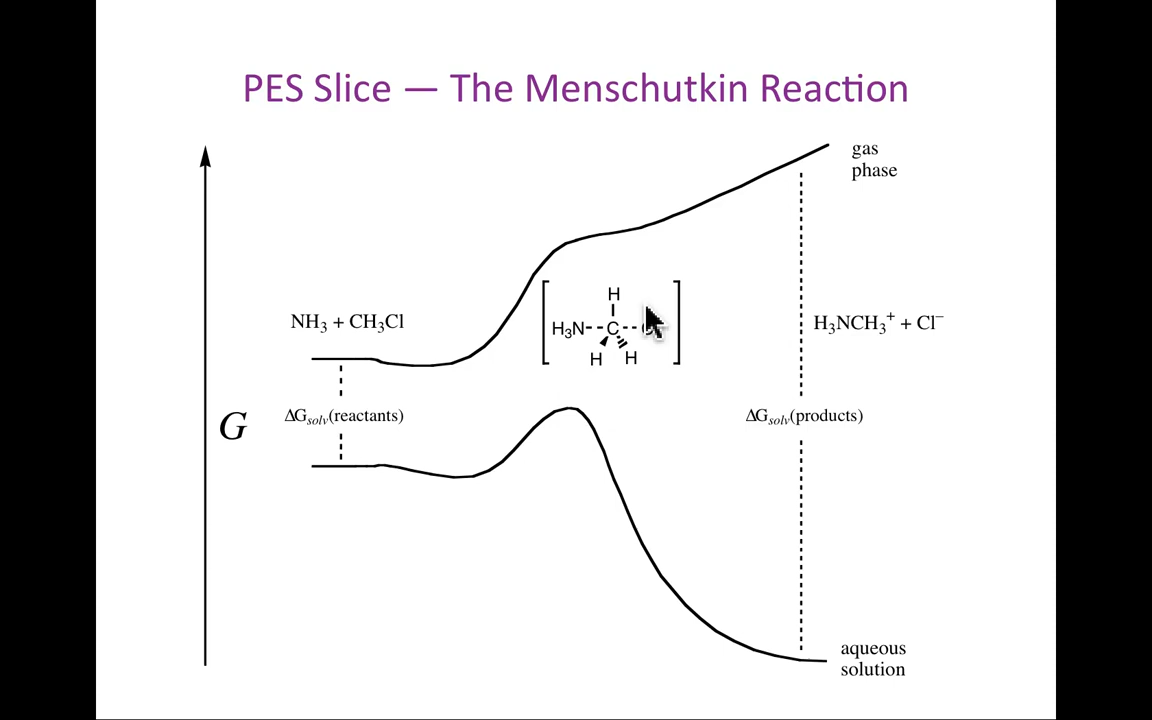 PES Slice — The Menschutkin Reaction
gas
phase
NH₃ + CH₃Cl
H
H₃N--C--
H H
H₃NCH₃⁺ + Cl⁻
G
ΔGsolv(reactants)
ΔGsolv(products)
aqueous
solution